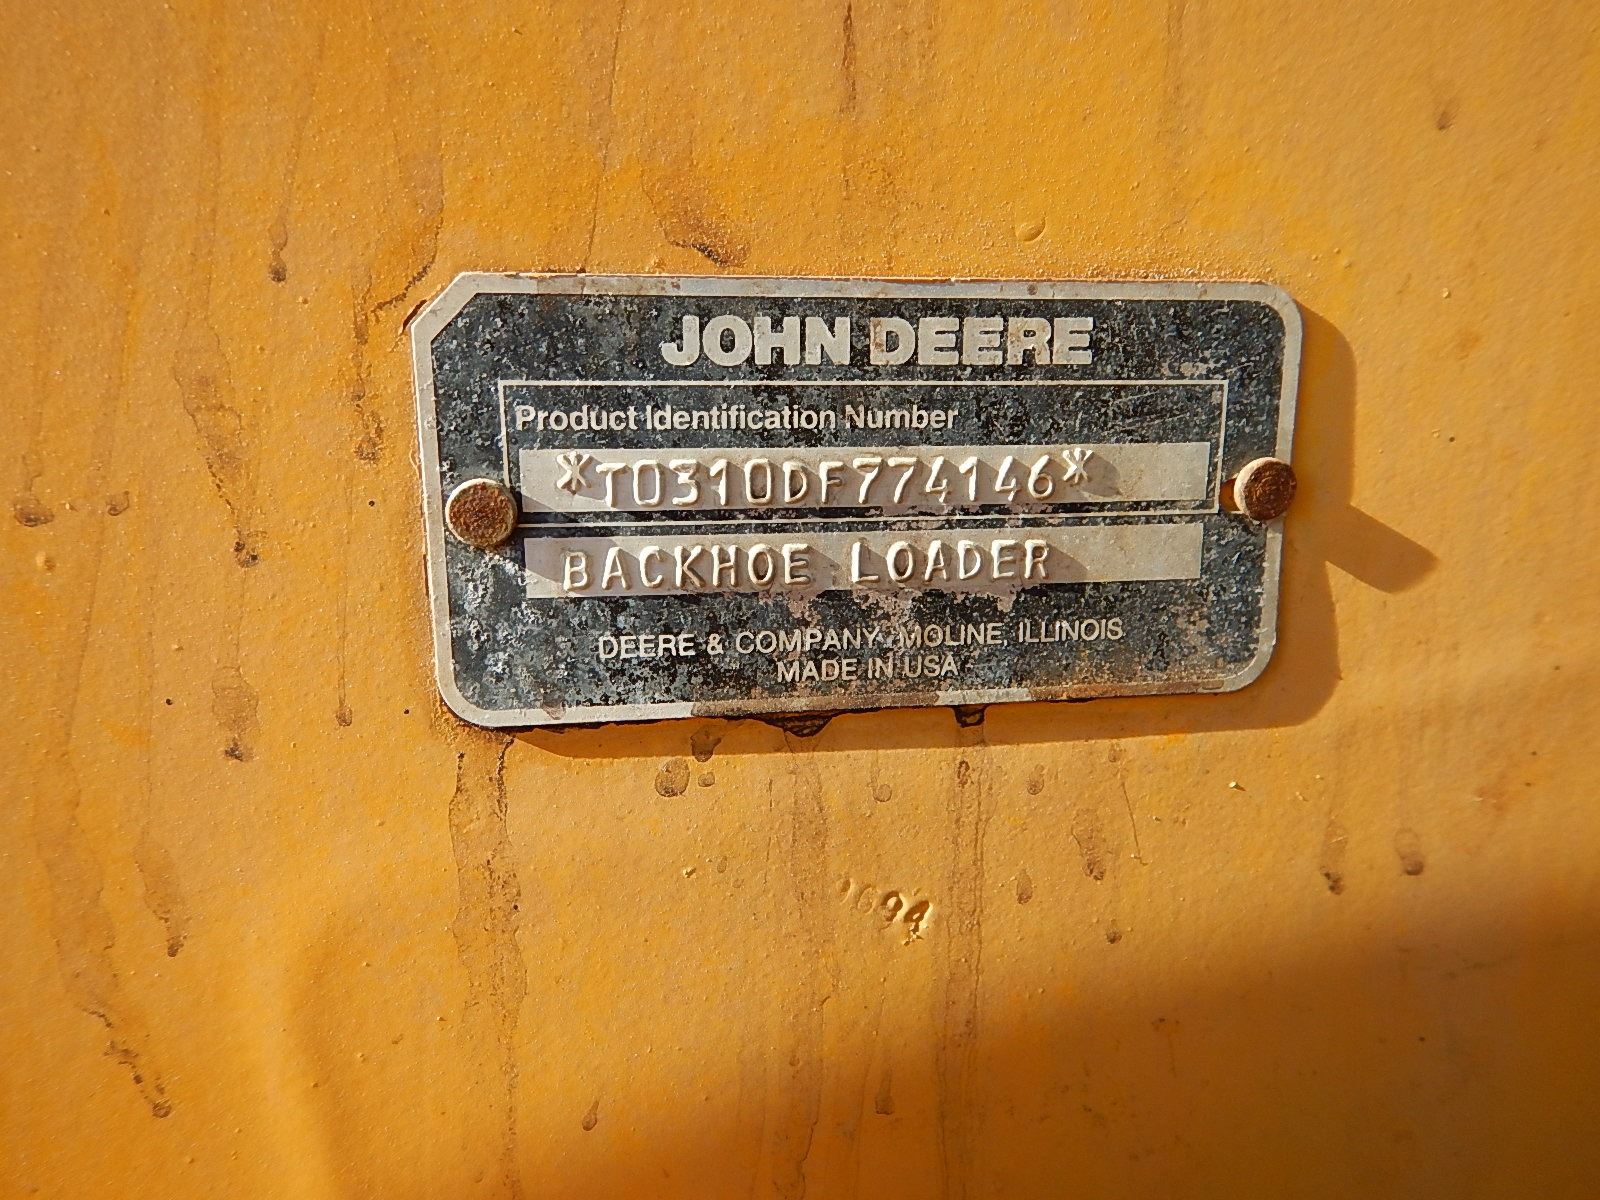 JOHN DEERE
Product Identification Number
*T0310DF774146*
BACKHOE LOADER
DEERE & COMPANY MOLINE, ILLINOIS
MADE IN USA